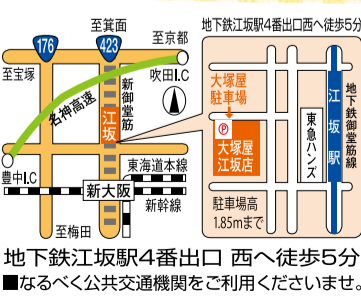 至箕面
176
423
至京都
至宝塚
吹田I.C
名神高速
新御堂筋
江坂
豊中I.C
東海道本線
新大阪
新幹線
至梅田
地下鉄江坂駅4番出口西へ徒歩5分
大塚屋
駐車場
P
大塚屋
江坂店
東急ハンズ
江坂駅
地下鉄御堂筋線
駐車場高
1.85mまで
地下鉄江坂駅4番出口 西へ徒歩5分
■なるべく公共交通機関をご利用くださいませ。